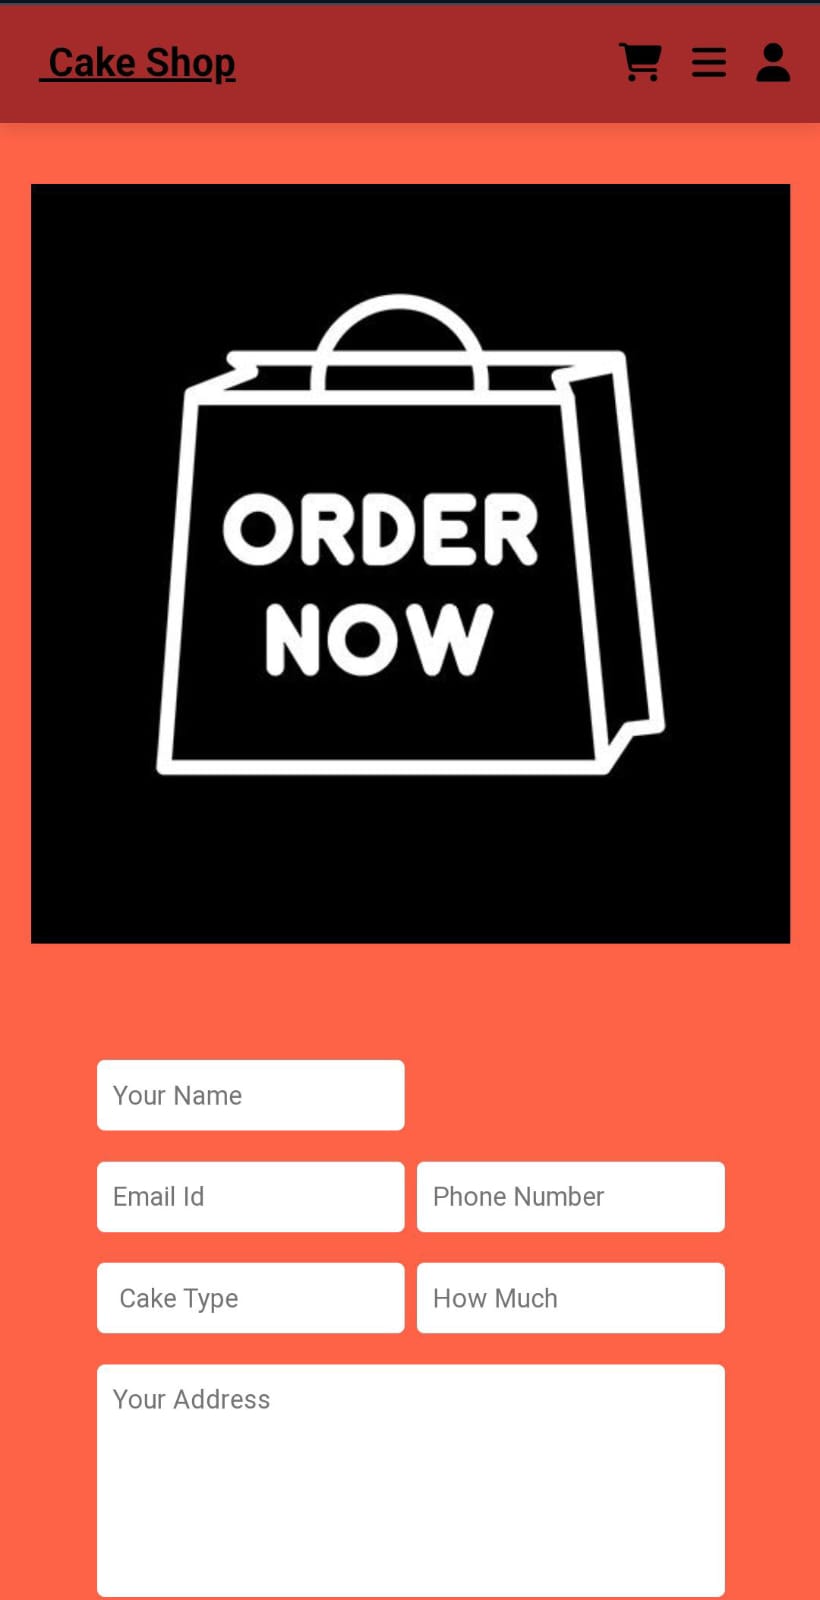 Cake Shop
ORDER
NOW
Your Name
Email Id
Phone Number
Cake Type
How Much
Your Address